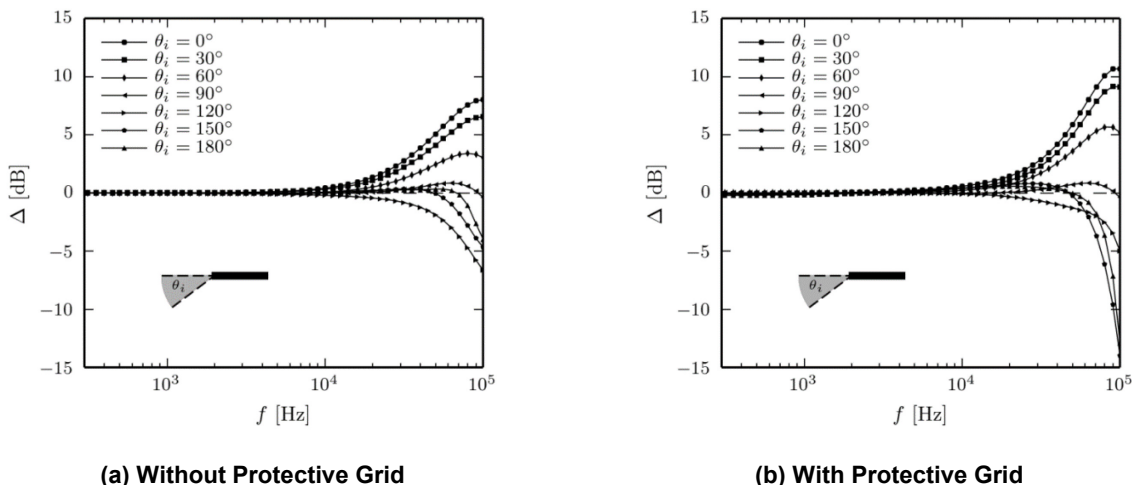 15
10
5
0
−5
−10
−15
Δ [dB]
θi = 0°
θi = 30°
θi = 60°
θi = 90°
θi = 120°
θi = 150°
θi = 180°
θi
10³
10⁴
10⁵
f [Hz]
(a) Without Protective Grid
15
10
5
0
−5
−10
−15
Δ [dB]
θi = 0°
θi = 30°
θi = 60°
θi = 90°
θi = 120°
θi = 150°
θi = 180°
θi
10³
10⁴
10⁵
f [Hz]
(b) With Protective Grid